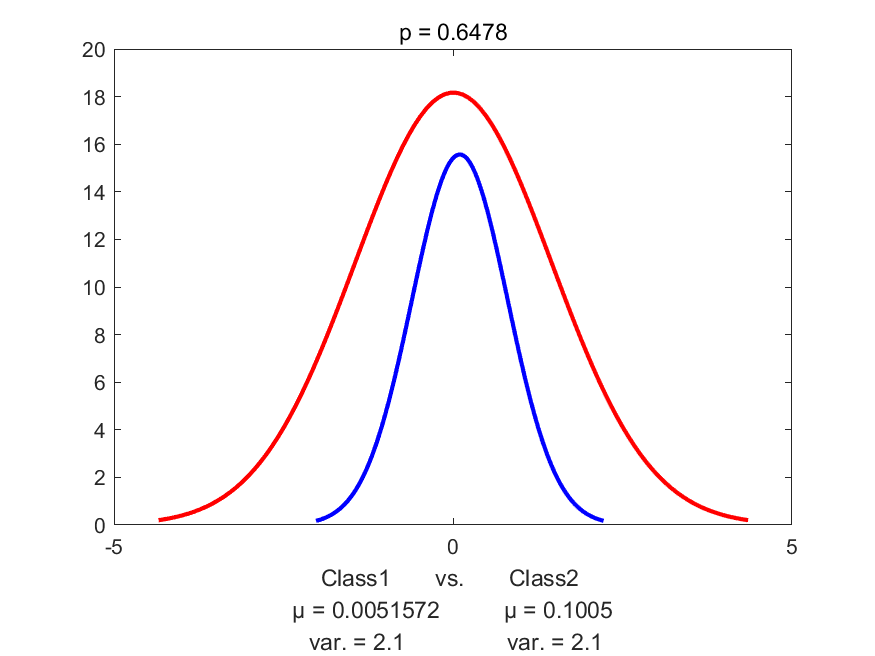 p = 0.6478
20
18
16
14
12
10
8
6
4
2
0
-5 0 5
Class1 vs. Class2
μ = 0.0051572 μ = 0.1005
var. = 2.1 var. = 2.1